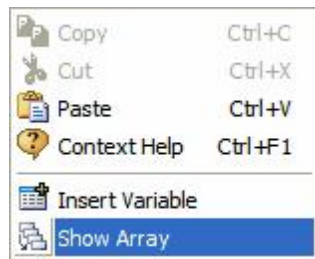 Copy Ctrl+C
Cut Ctrl+X
Paste Ctrl+V
Context Help Ctrl+F1
Insert Variable
Show Array